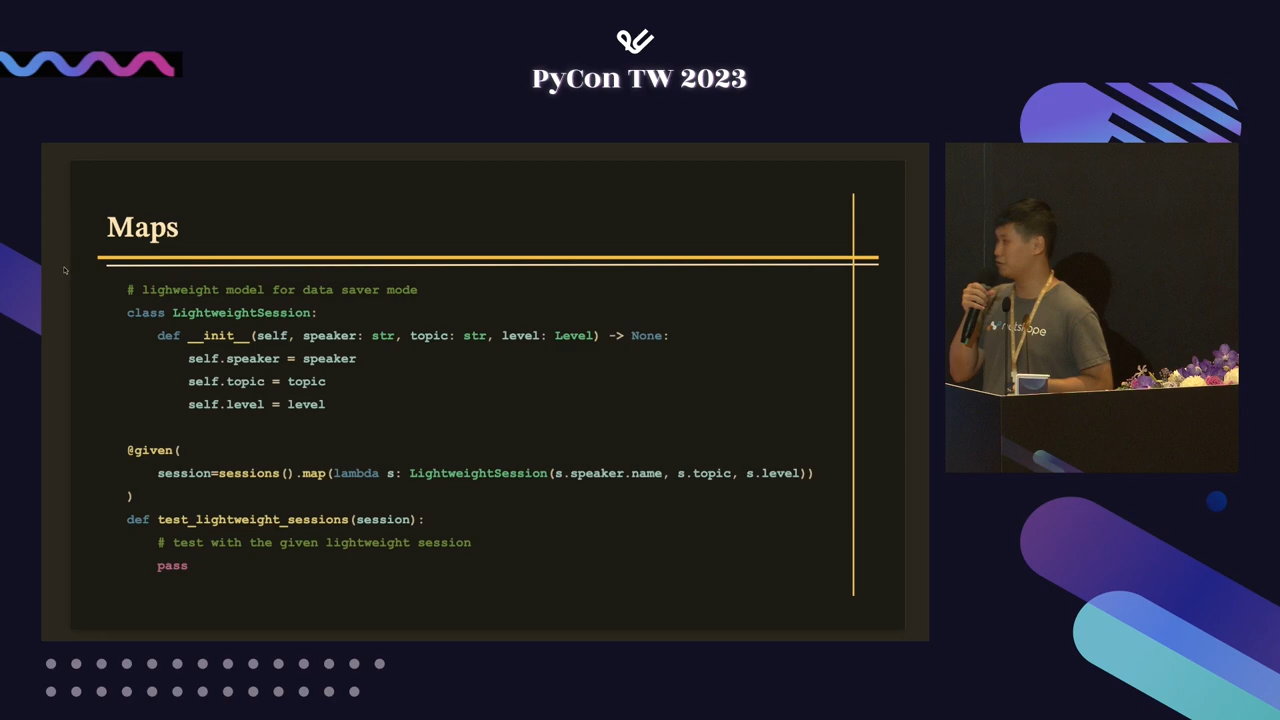 PyCon TW 2023
Maps
# lighweight model for data saver mode
class LightweightSession:
    def __init__(self, speaker: str, topic: str, level: Level) -> None:
        self.speaker = speaker
        self.topic = topic
        self.level = level
@given(
    session=sessions().map(lambda s: LightweightSession(s.speaker.name, s.topic, s.level))
)
def test_lightweight_sessions(session):
    # test with the given lightweight session
    pass